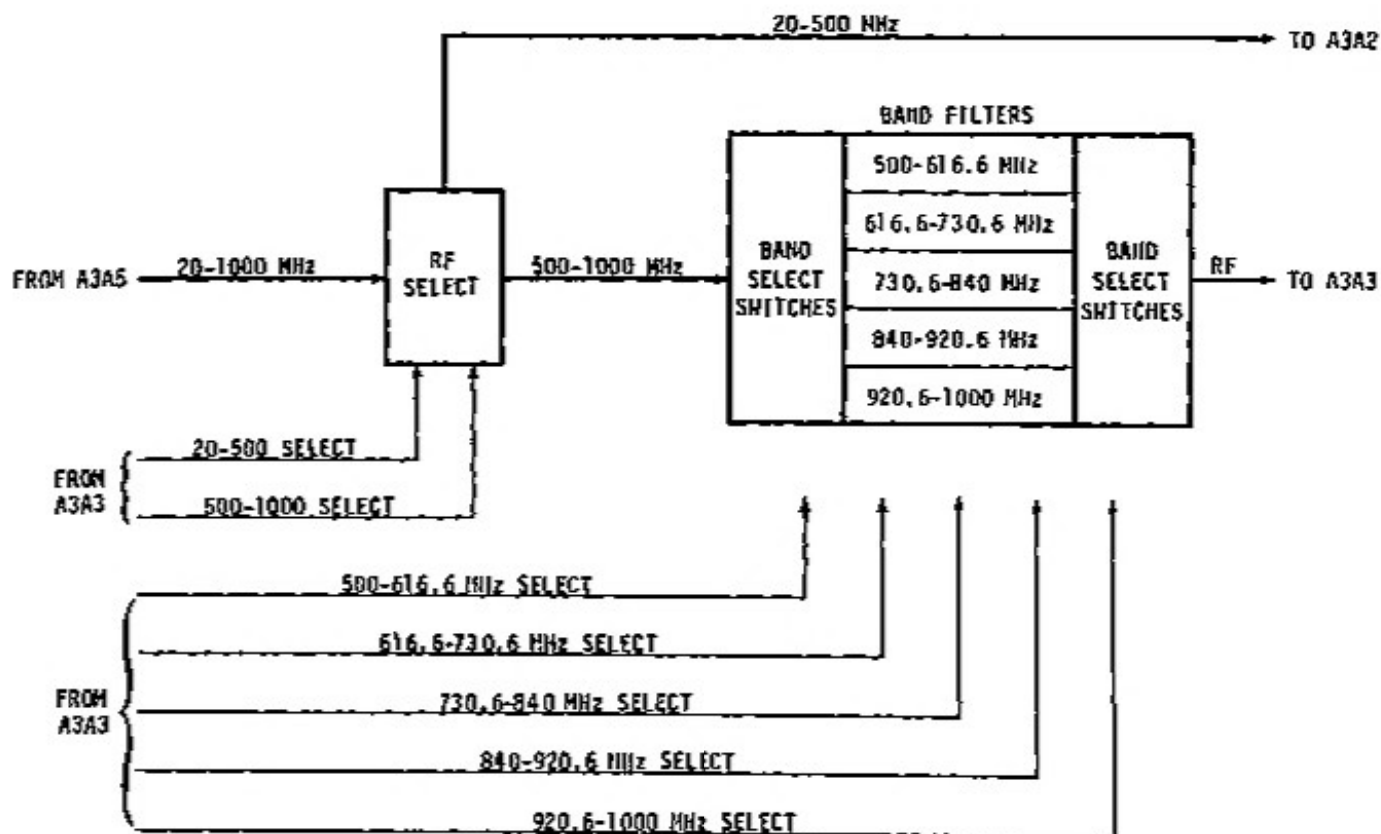 20-500 MHz
TO A3A2
BAND FILTERS
500-616.6 MHz
616.6-730.6 MHz
730.6-840 MHz
840-920.6 MHz
920.6-1000 MHz
FROM A3A5
20-1000 MHz
RF
SELECT
500-1000 MHz
BAND
SELECT
SWITCHES
BAND
SELECT
SWITCHES
RF
TO A3A3
FROM
A3A3
20-500 SELECT
500-1000 SELECT
FROM
A3A3
500-616.6 MHz SELECT
616.6-730.6 MHz SELECT
730.6-840 MHz SELECT
840-920.6 MHz SELECT
920.6-1000 MHz SELECT